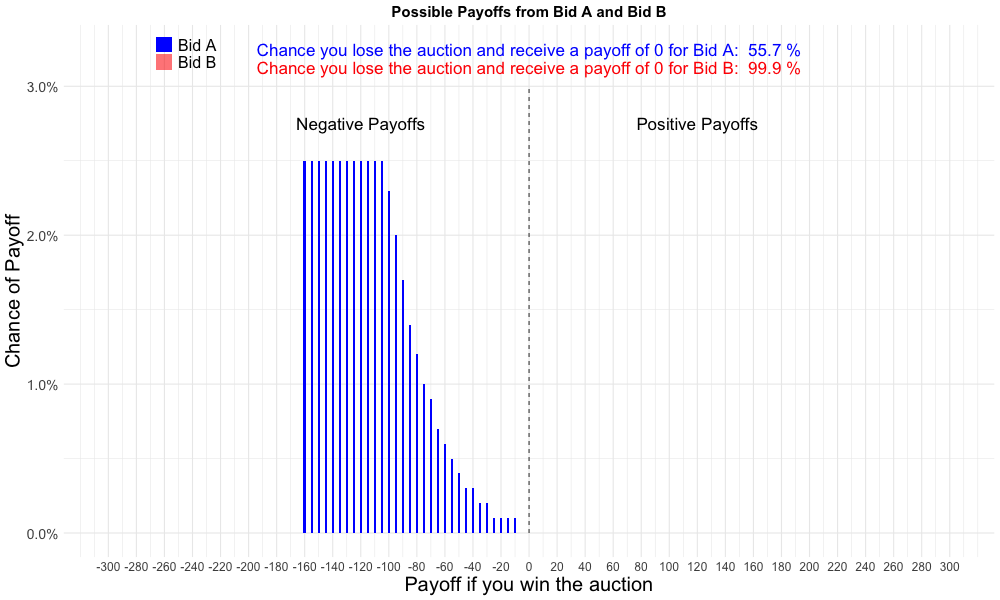 Possible Payoffs from Bid A and Bid B
Bid A
Bid B
Chance you lose the auction and receive a payoff of 0 for Bid A:  55.7 %
Chance you lose the auction and receive a payoff of 0 for Bid B:  99.9 %
Negative Payoffs
Positive Payoffs
Chance of Payoff
3.0%
2.0%
1.0%
0.0%
-300 -280 -260 -240 -220 -200 -180 -160 -140 -120 -100 -80 -60 -40 -20 0 20 40 60 80 100 120 140 160 180 200 220 240 260 280 300
Payoff if you win the auction